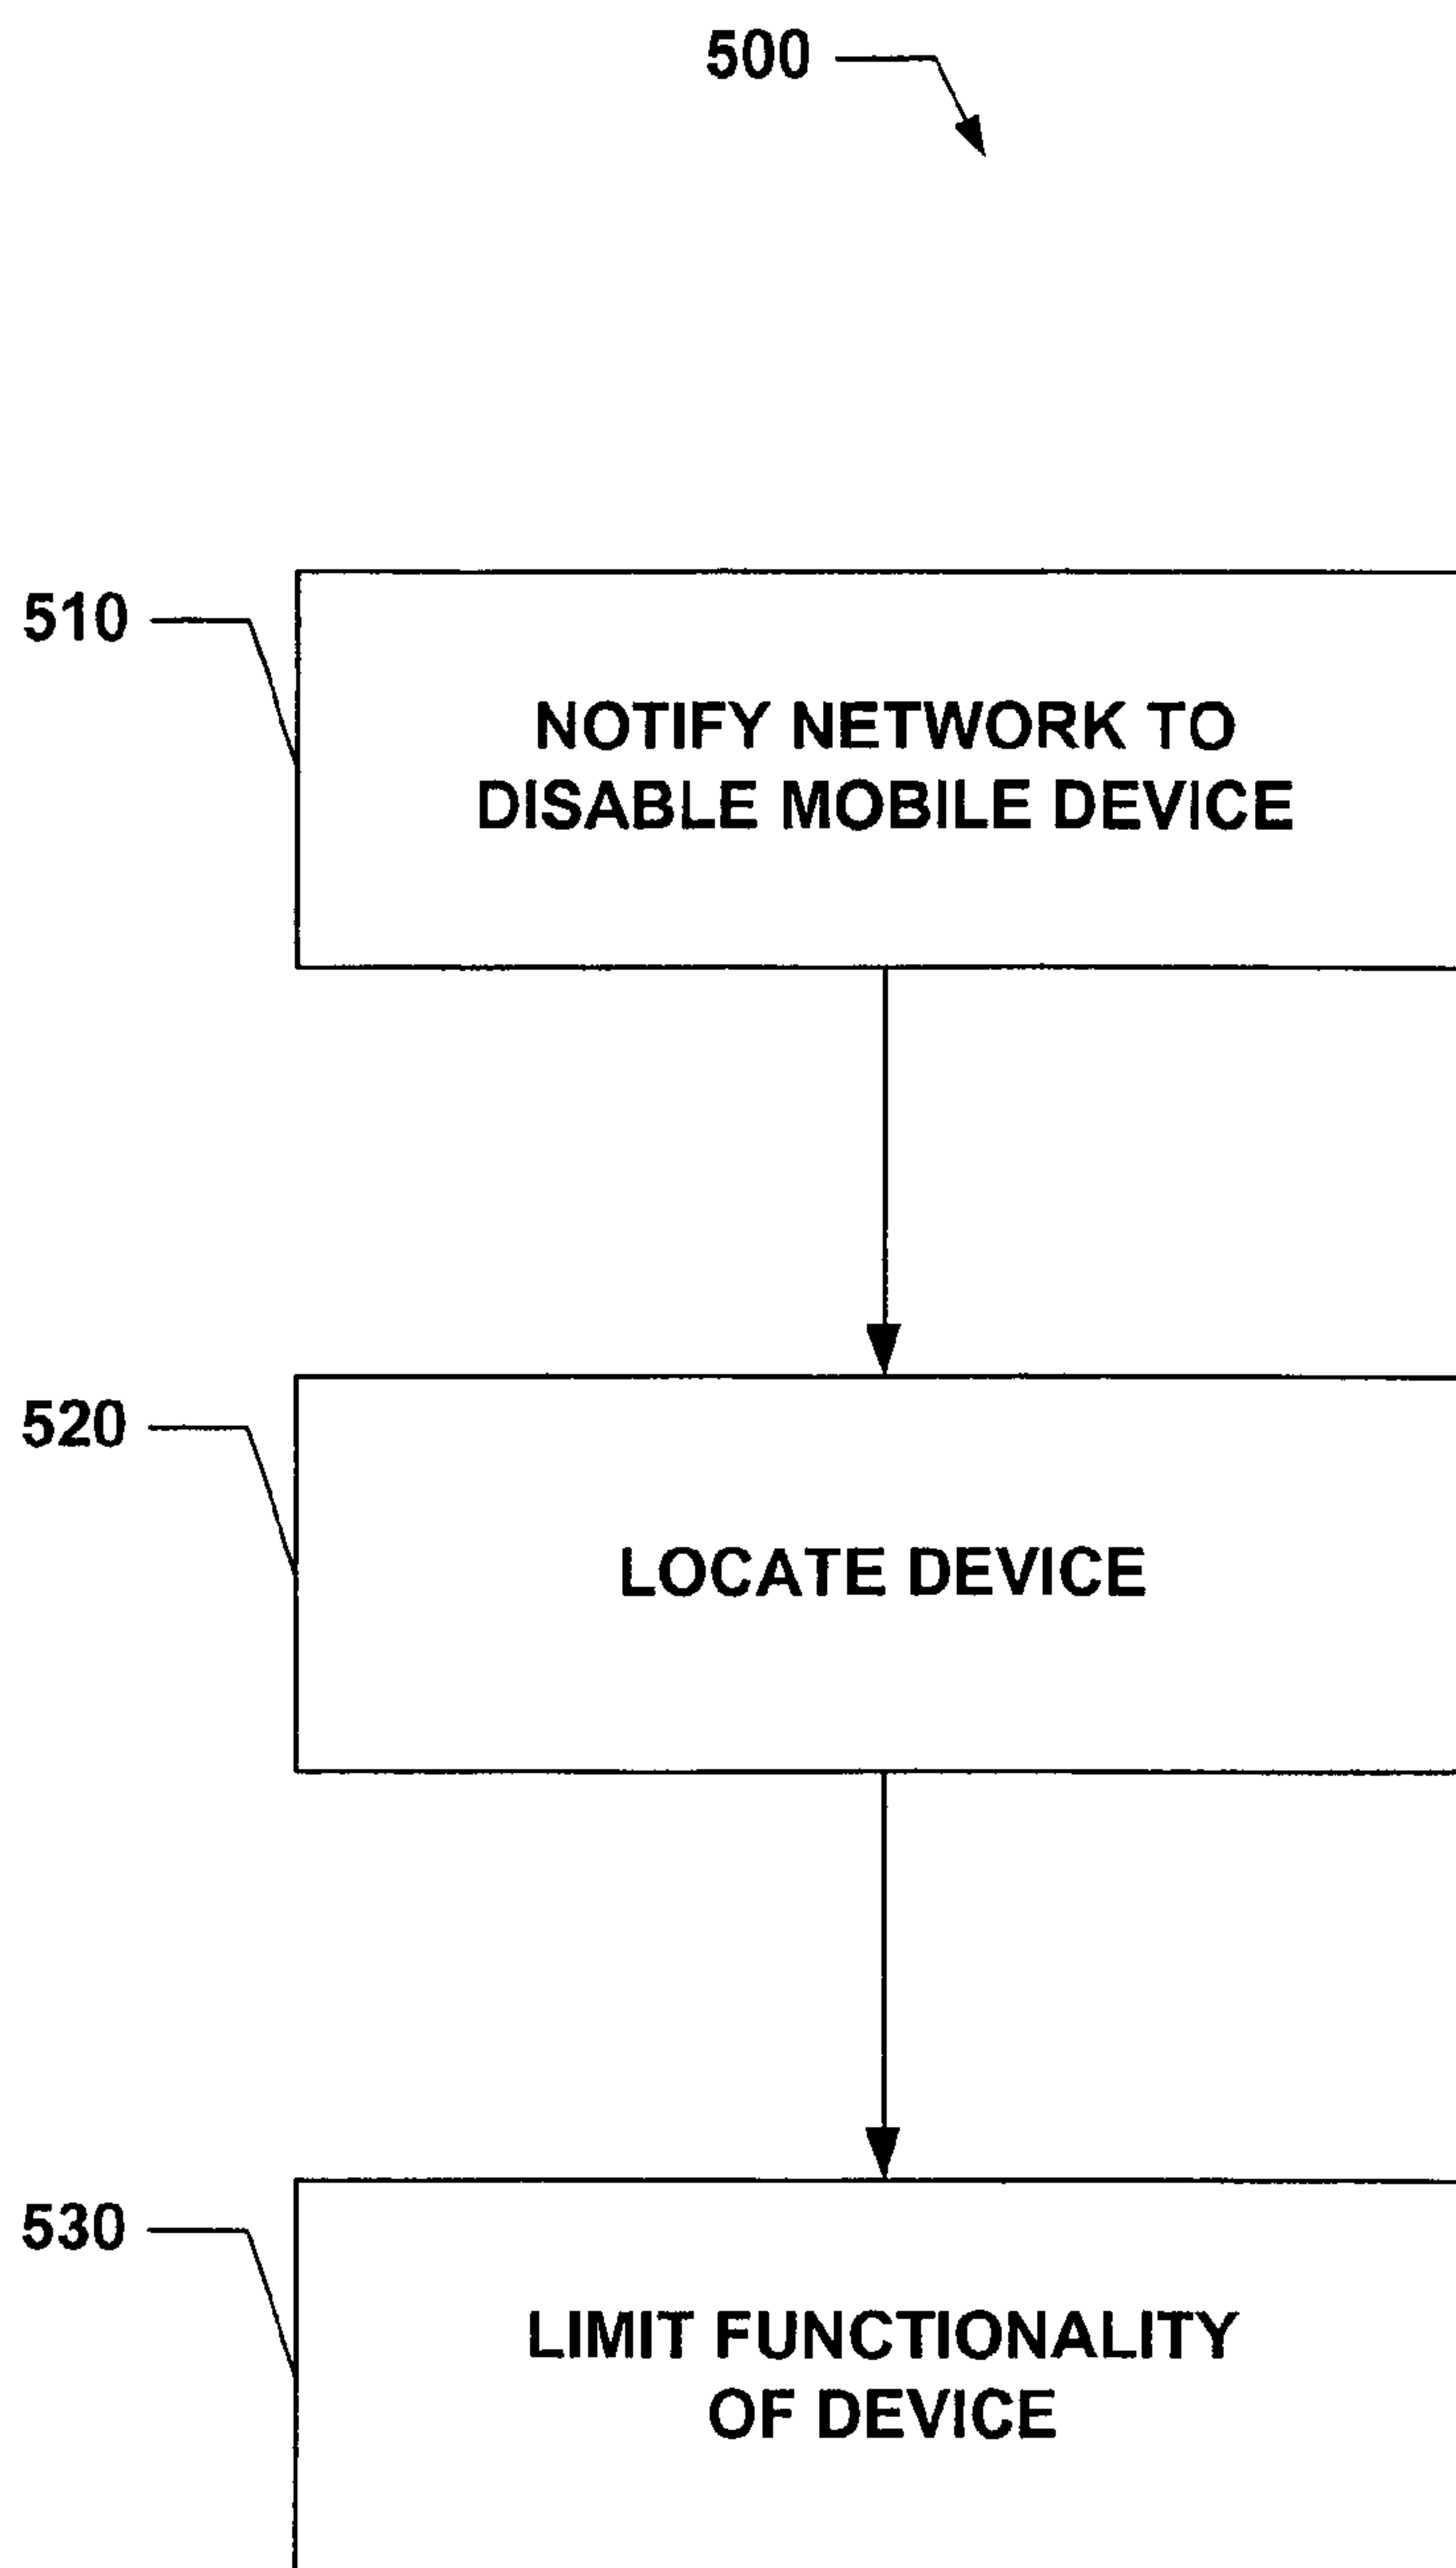 500
510
NOTIFY NETWORK TO
DISABLE MOBILE DEVICE
520
LOCATE DEVICE
530
LIMIT FUNCTIONALITY
OF DEVICE